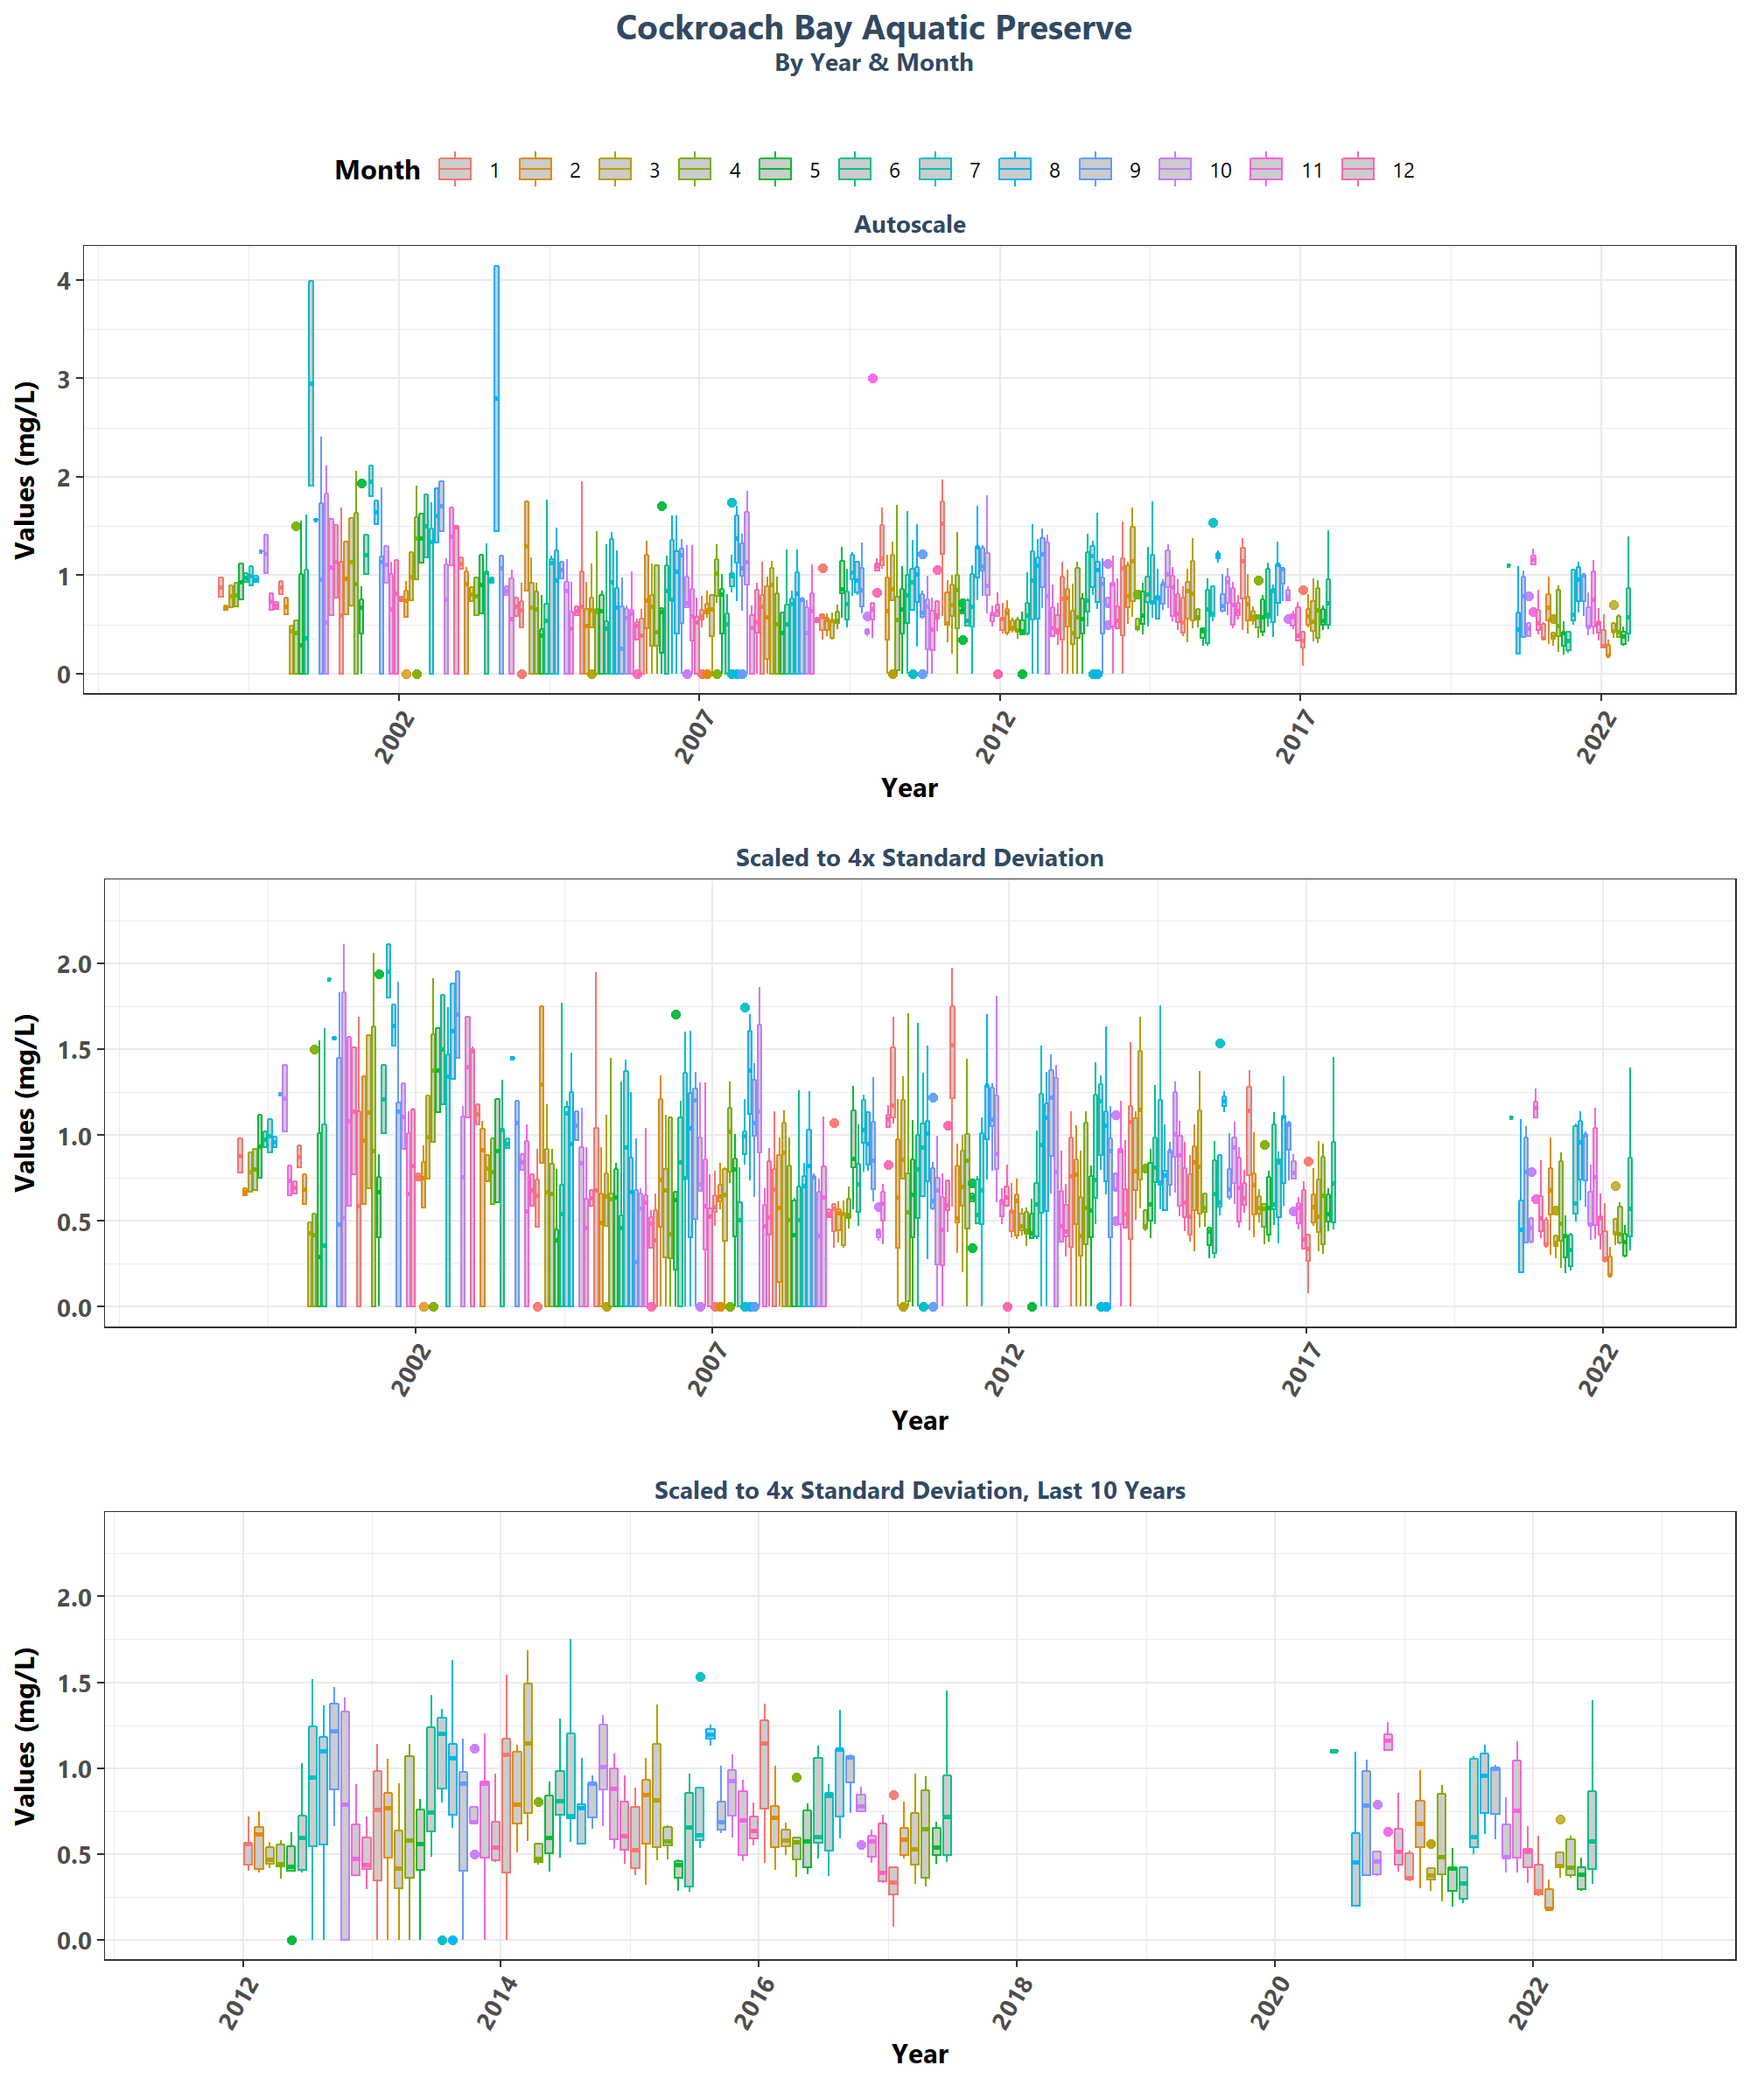 Cockroach Bay Aquatic Preserve
By Year & Month
Month 1 2 3 4 5 6 7 8 9 10 11 12
Autoscale
Values (mg/L)
4
3
2
1
0
2002 2007 2012 2017 2022
Year
Scaled to 4x Standard Deviation
Values (mg/L)
2.0
1.5
1.0
0.5
0.0
2002 2007 2012 2017 2022
Year
Scaled to 4x Standard Deviation, Last 10 Years
Values (mg/L)
2.0
1.5
1.0
0.5
0.0
2012 2014 2016 2018 2020 2022
Year